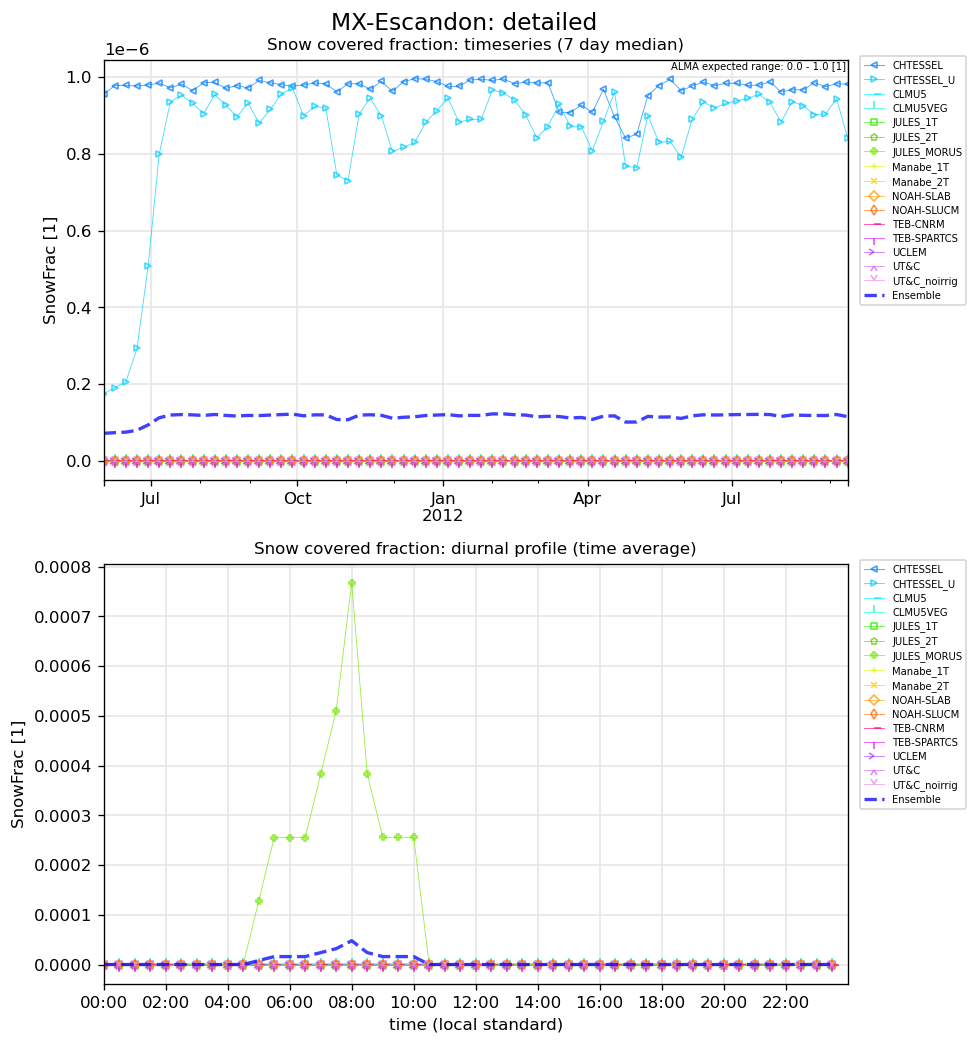 MX-Escandon: detailed
Snow covered fraction: timeseries (7 day median)
1e−6
ALMA expected range: 0.0 - 1.0 [1]
1.0
0.8
0.6
0.4
0.2
0.0
SnowFrac [1]
Jul
Oct
Jan
2012
Apr
Jul
CHTESSEL
CHTESSEL_U
CLMU5
CLMU5VEG
JULES_1T
JULES_2T
JULES_MORUS
Manabe_1T
Manabe_2T
NOAH-SLAB
NOAH-SLUCM
TEB-CNRM
TEB-SPARTCS
UCLEM
UT&C
UT&C_noirrig
Ensemble
Snow covered fraction: diurnal profile (time average)
0.0008
0.0007
0.0006
0.0005
0.0004
0.0003
0.0002
0.0001
0.0000
SnowFrac [1]
00:00
02:00
04:00
06:00
08:00
10:00
12:00
14:00
16:00
18:00
20:00
22:00
time (local standard)
CHTESSEL
CHTESSEL_U
CLMU5
CLMU5VEG
JULES_1T
JULES_2T
JULES_MORUS
Manabe_1T
Manabe_2T
NOAH-SLAB
NOAH-SLUCM
TEB-CNRM
TEB-SPARTCS
UCLEM
UT&C
UT&C_noirrig
Ensemble